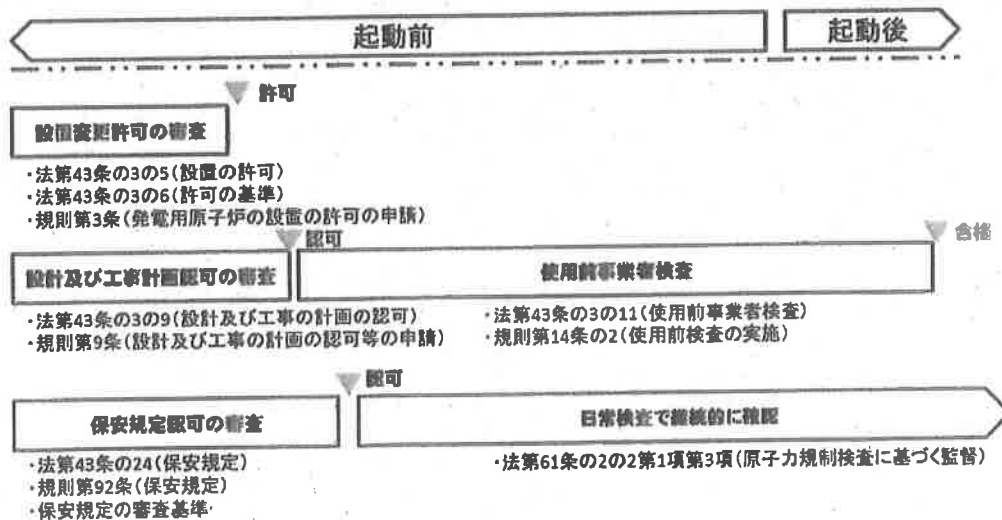 起動前
起動後
許可
設置変更許可の審査
・法第43条の3の5(設置の許可)
・法第43条の3の6(許可の基準)
・規則第3条(発電用原子炉の設置の許可の申請)
認可
合格
設計及び工事計画認可の審査
使用前事業者検査
・法第43条の3の9(設計及び工事の計画の認可)
・規則第9条(設計及び工事の計画の認可等の申請)
・法第43条の3の11(使用前事業者検査)
・規則第14条の2(使用前検査の実施)
認可
保安規定認可の審査
日常検査で継続的に確認
・法第43条の24(保安規定)
・規則第92条(保安規定)
・保安規定の審査基準
・法第61条の2の2第1項第3項(原子力規制検査に基づく監督)